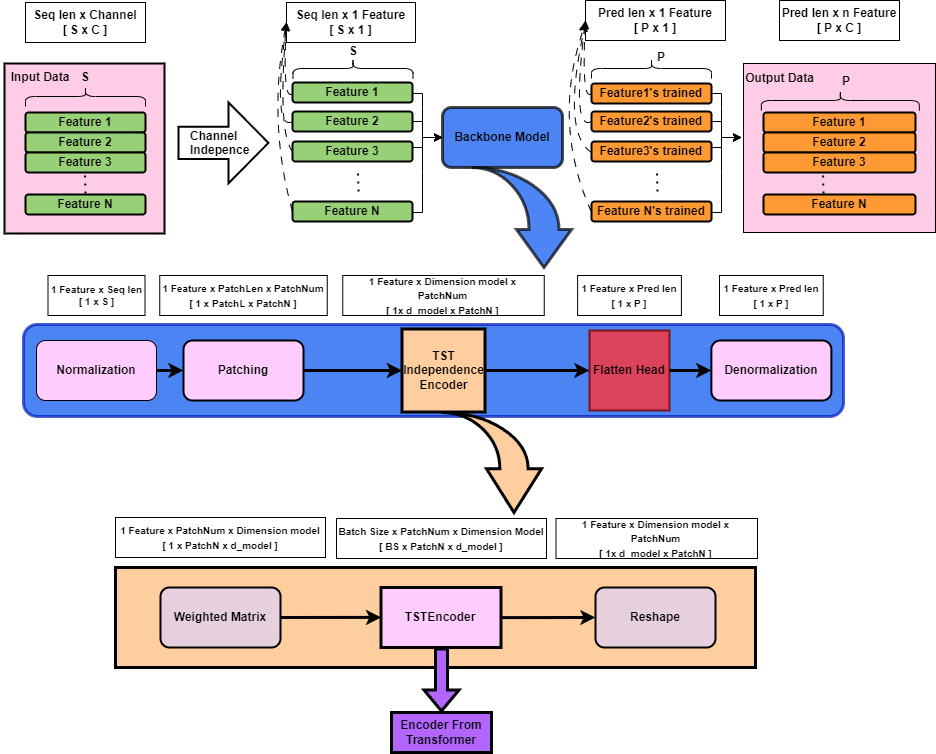 Seq len x Channel
[ S x C ]
Seq len x 1 Feature
[ S x 1 ]
Pred len x 1 Feature
[ P x 1 ]
Pred len x n Feature
[ P x C ]
Input Data
S
Feature 1
Feature 2
Feature 3
Feature N
Channel
Indepence
S
Feature 1
Feature 2
Feature 3
Feature N
Backbone Model
P
Feature1's trained
Feature2's trained
Feature3's trained
Feature N's trained
Output Data
P
Feature 1
Feature 2
Feature 3
Feature N
1 Feature x Seq len
[ 1 x S ]
1 Feature x PatchLen x PatchNum
[ 1 x PatchL x PatchN ]
1 Feature x Dimension model x
PatchNum
[ 1x d_model x PatchN ]
1 Feature x Pred len
[ 1 x P ]
1 Feature x Pred len
[ 1 x P ]
Normalization
Patching
TST
Independence
Encoder
Flatten Head
Denormalization
1 Feature x PatchNum x Dimension model
[ 1 x PatchN x d_model ]
Batch Size x PatchNum x Dimension Model
[ BS x PatchN x d_model ]
1 Feature x Dimension model x
PatchNum
[ 1x d_model x PatchN ]
Weighted Matrix
TSTEncoder
Reshape
Encoder From
Transformer